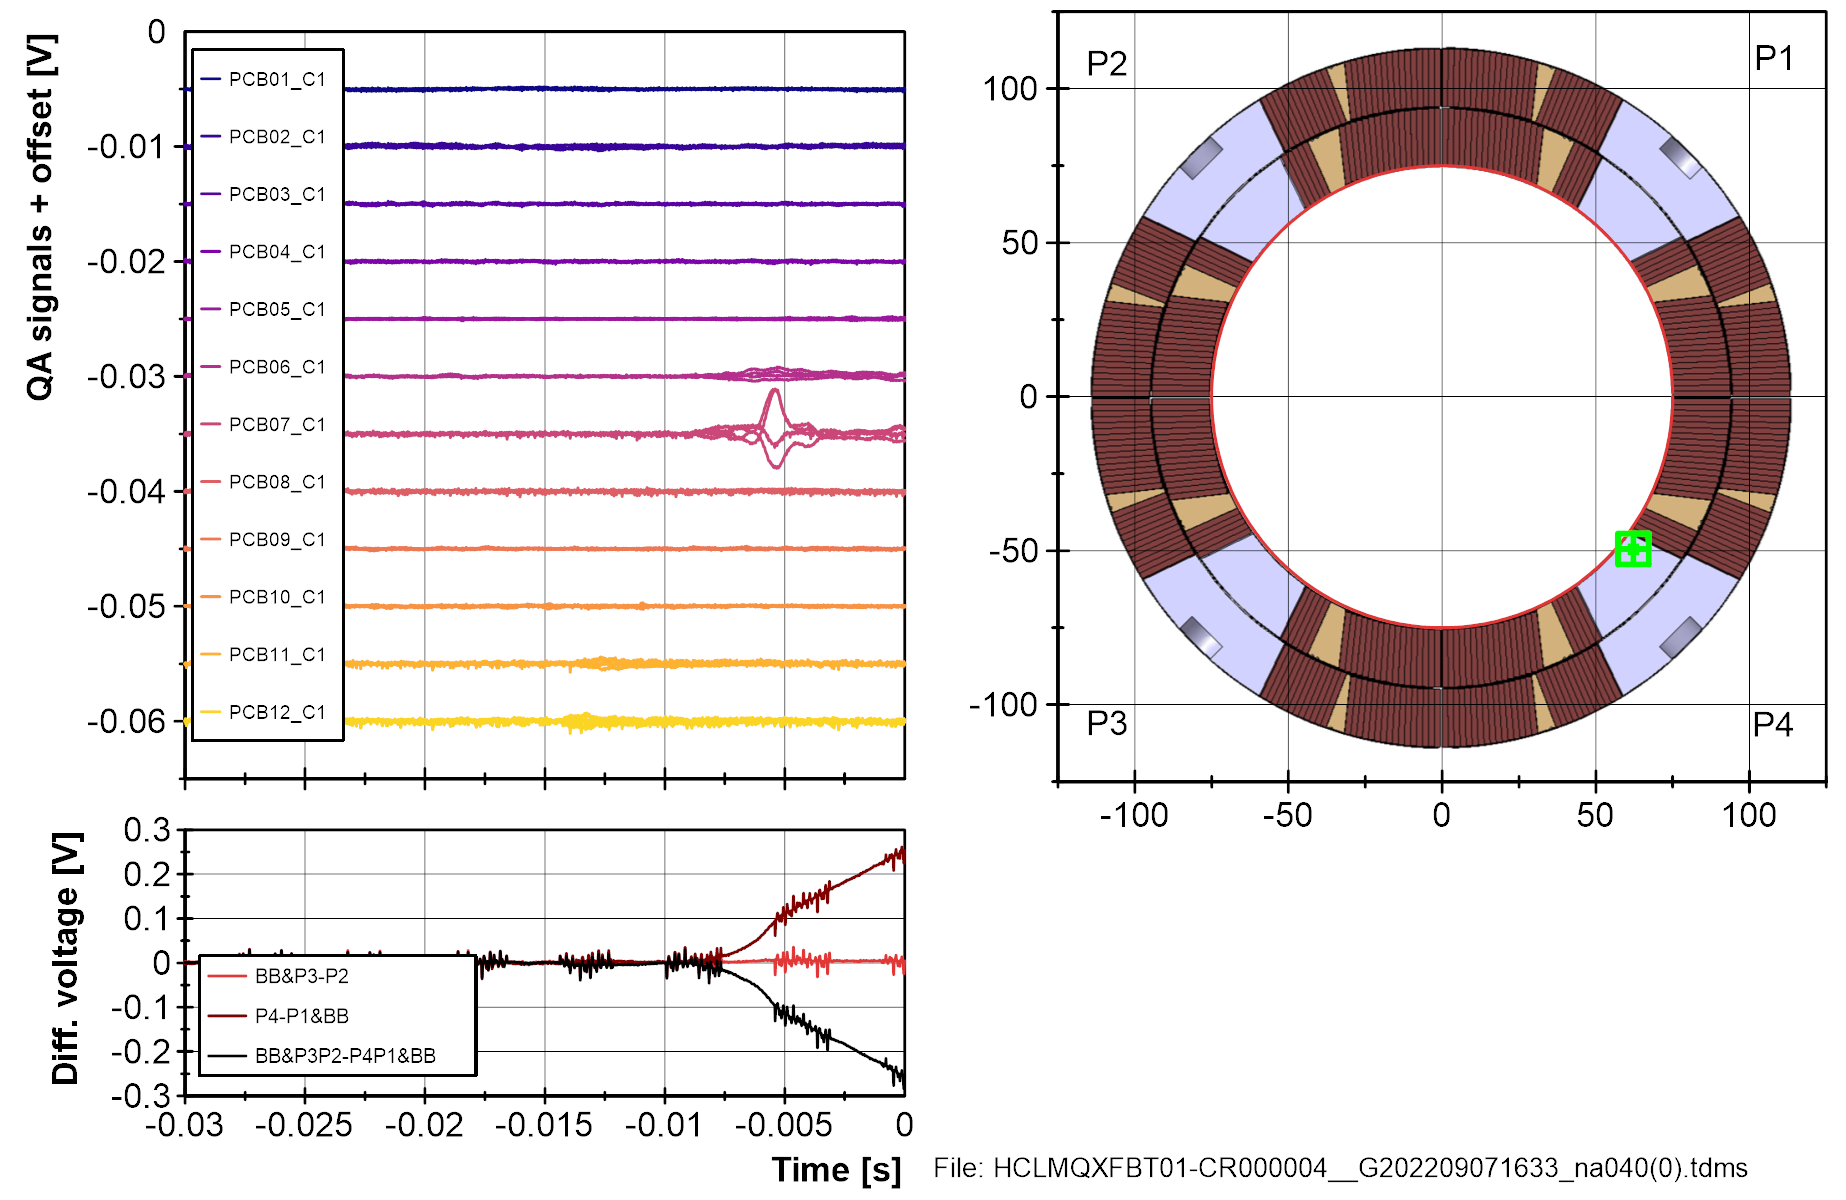 QA signals + offset [V]
0
-0.01
-0.02
-0.03
-0.04
-0.05
-0.06
PCB01_C1
PCB02_C1
PCB03_C1
PCB04_C1
PCB05_C1
PCB06_C1
PCB07_C1
PCB08_C1
PCB09_C1
PCB10_C1
PCB11_C1
PCB12_C1
P2
P1
P3
P4
100
50
0
-50
-100
-100
-50
0
50
100
Diff. voltage [V]
0.3
0.2
0.1
0
-0.1
-0.2
-0.3
BB&P3-P2
P4-P1&BB
BB&P3P2-P4P1&BB
-0.03
-0.025
-0.02
-0.015
-0.01
-0.005
0
Time [s]
File: HCLMQXFBT01-CR000004__G202209071633_na040(0).tdms